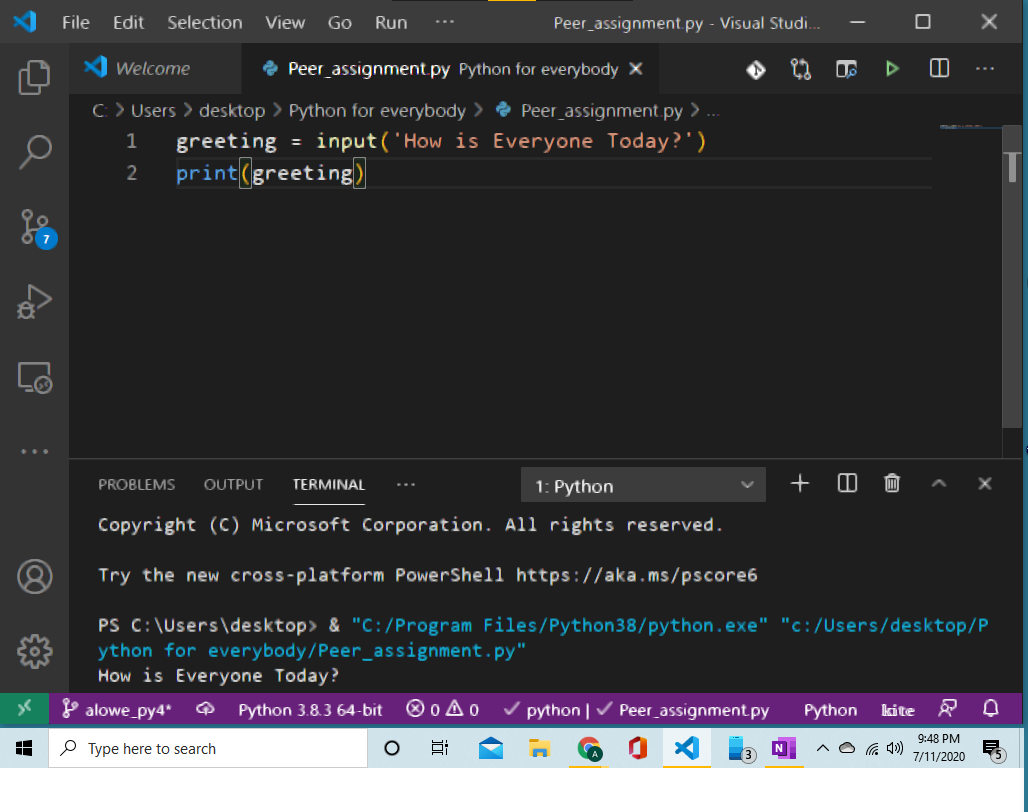 File Edit Selection View Go Run ··· Peer_assignment.py - Visual Studi...
Welcome Peer_assignment.py Python for everybody
C: > Users > desktop > Python for everybody > Peer_assignment.py > ...
1 greeting = input('How is Everyone Today?')
2 print(greeting)
7
PROBLEMS OUTPUT TERMINAL ··· 1: Python
Copyright (C) Microsoft Corporation. All rights reserved.
Try the new cross-platform PowerShell https://aka.ms/pscore6
PS C:\Users\desktop> & "C:/Program Files/Python38/python.exe" "c:/Users/desktop/P
ython for everybody/Peer_assignment.py"
How is Everyone Today?
alowe_py4* Python 3.8.3 64-bit 0 0 python | Peer_assignment.py Python kite
Type here to search A 3 N 9:48 PM 5
7/11/2020